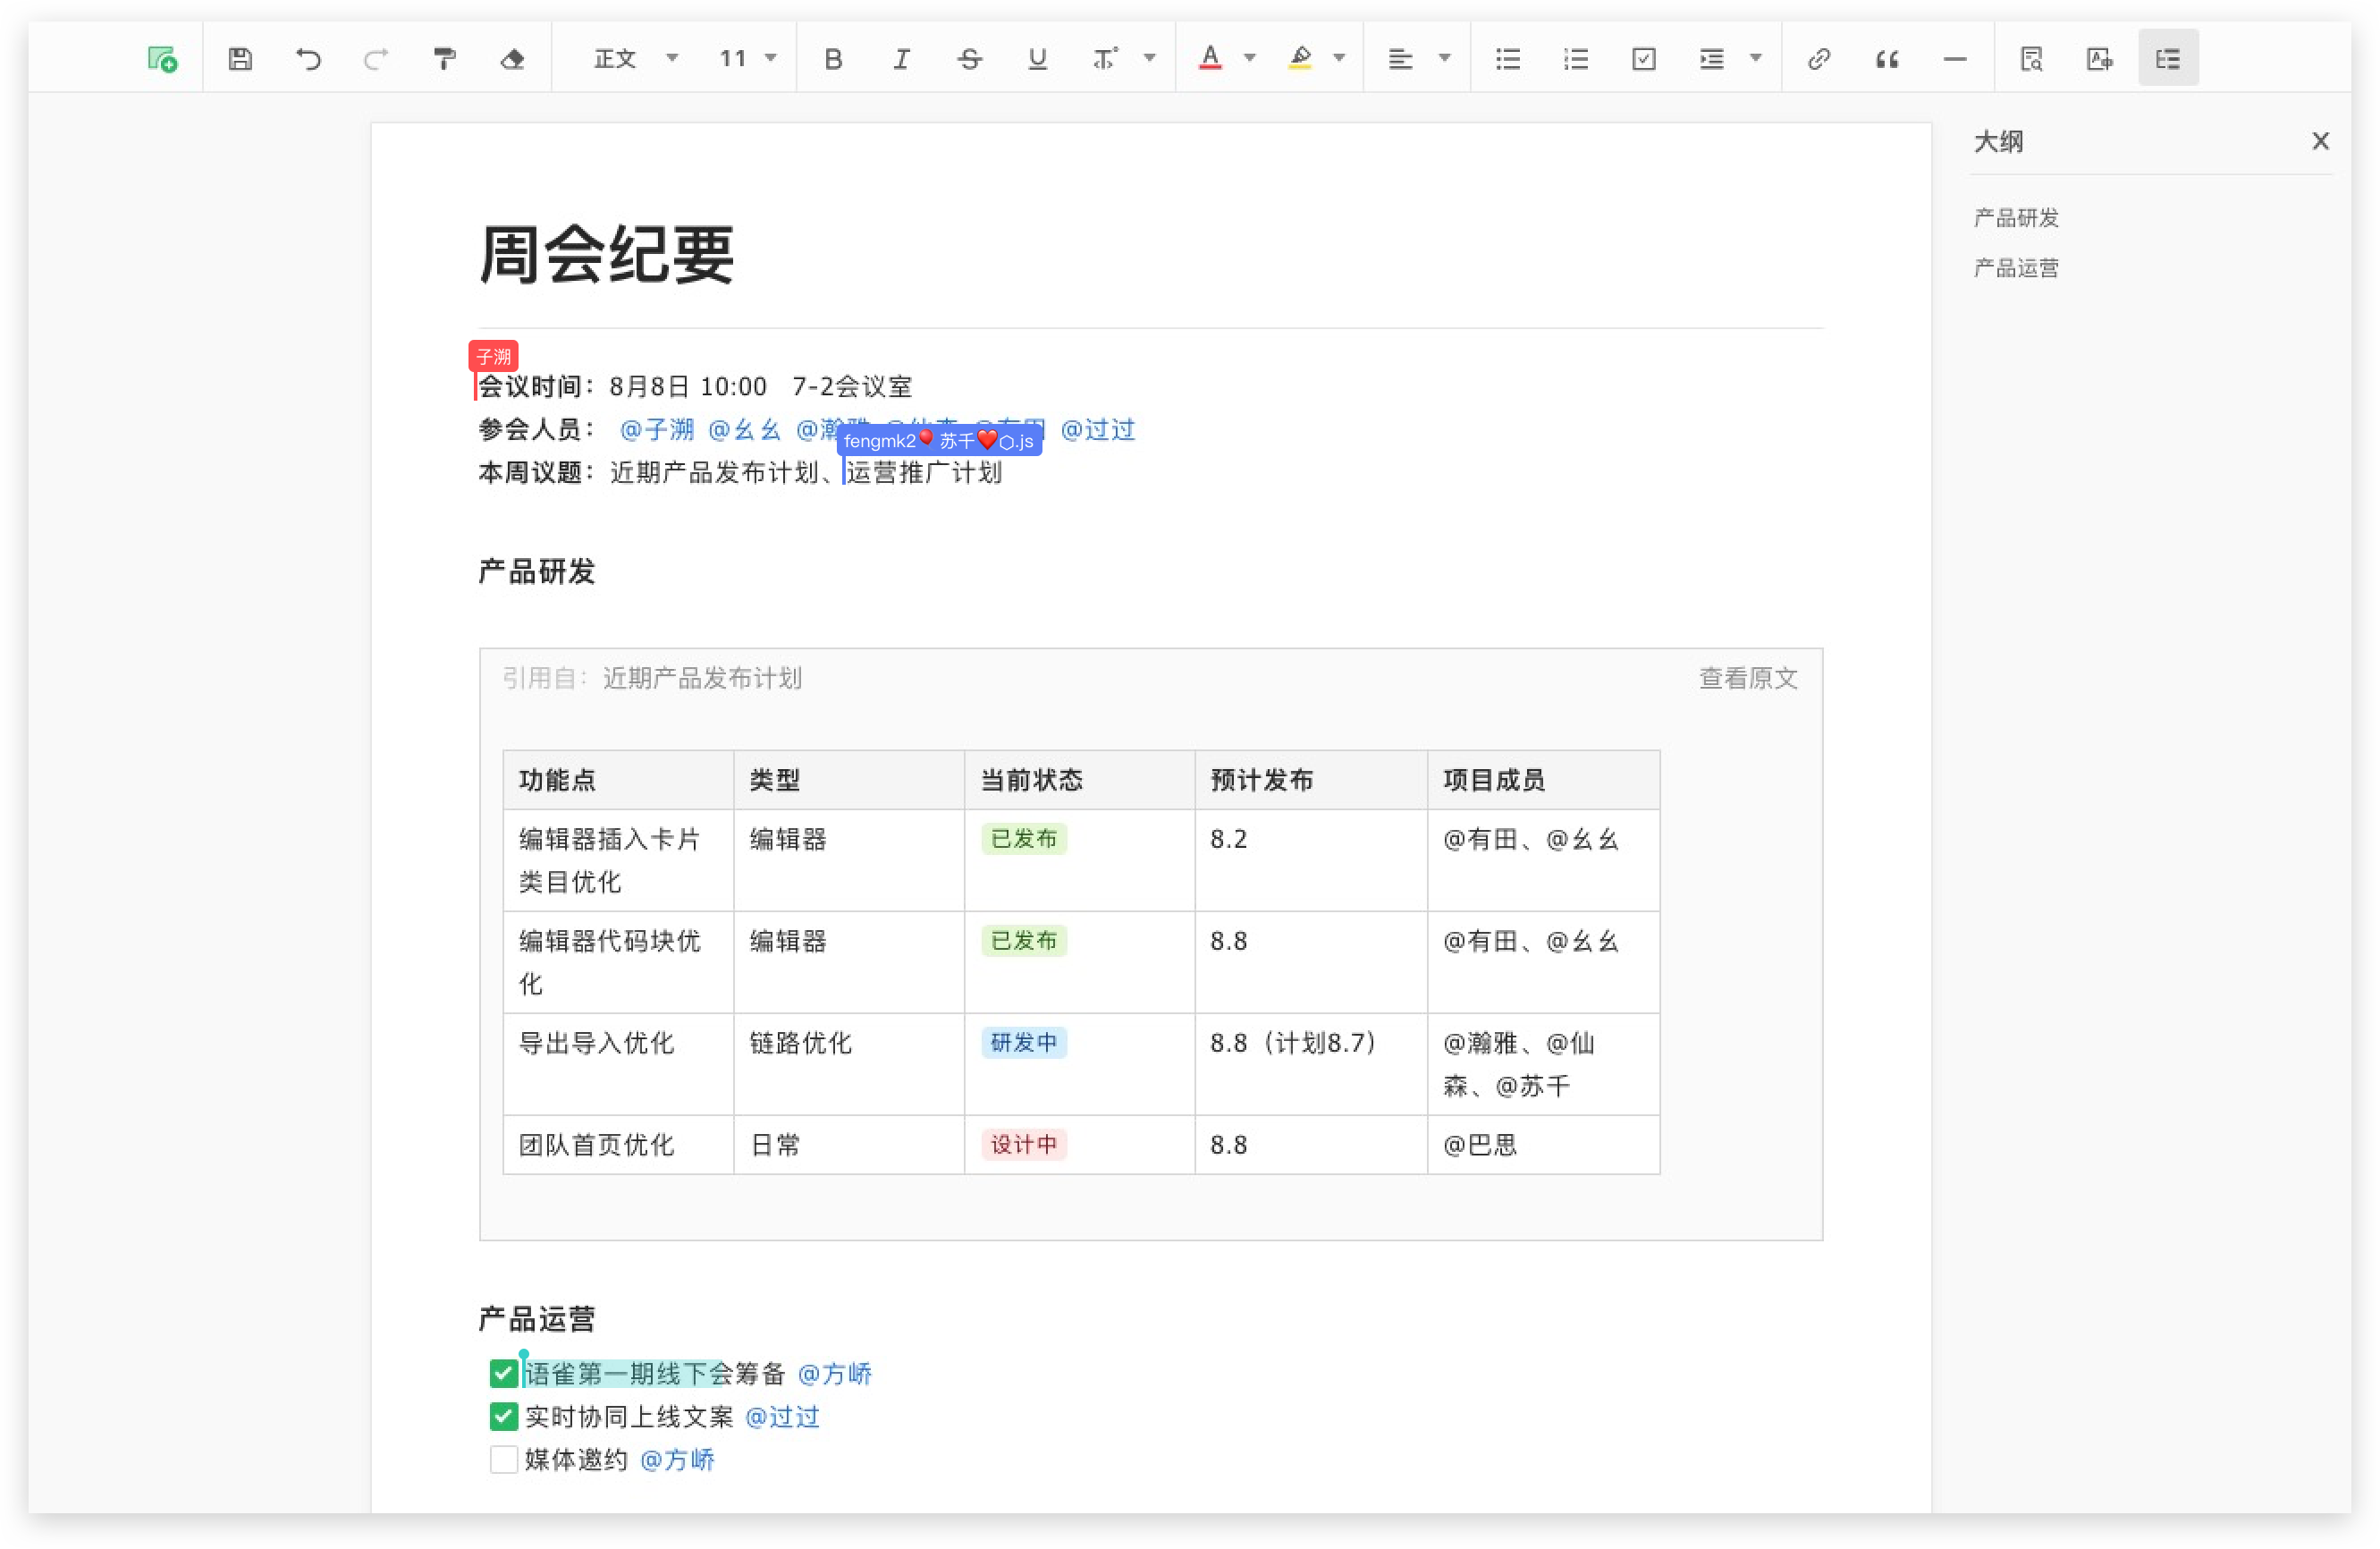 正文 11
大纲
产品研发
产品运营
周会纪要
子溯
会议时间：8月8日 10:00 7-2会议室
参会人员： @子溯 @幺幺 @瀚雅 @过过
fengmk2🎈苏千❤️⬡.js
本周议题：近期产品发布计划、运营推广计划
产品研发
引用自：近期产品发布计划 查看原文
功能点 类型 当前状态 预计发布 项目成员
编辑器插入卡片 编辑器 已发布 8.2 @有田、@幺幺
类目优化
编辑器代码块优 编辑器 已发布 8.8 @有田、@幺幺
化
导出导入优化 链路优化 研发中 8.8（计划8.7） @瀚雅、@仙
森、@苏千
团队首页优化 日常 设计中 8.8 @巴思
产品运营
语雀第一期线下会筹备 @方峤
实时协同上线文案 @过过
媒体邀约 @方峤